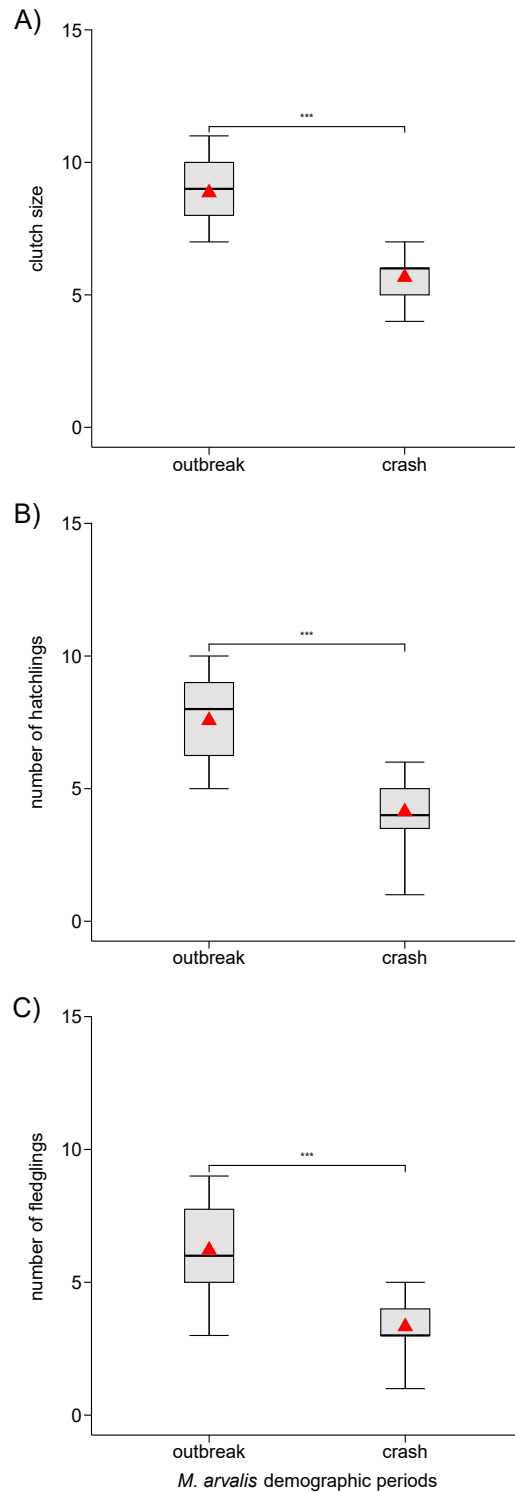 A)
15
10
5
0
clutch size
***
outbreak crash
B)
15
10
5
0
number of hatchlings
***
outbreak crash
C)
15
10
5
0
number of fledglings
***
outbreak crash
M. arvalis demographic periods